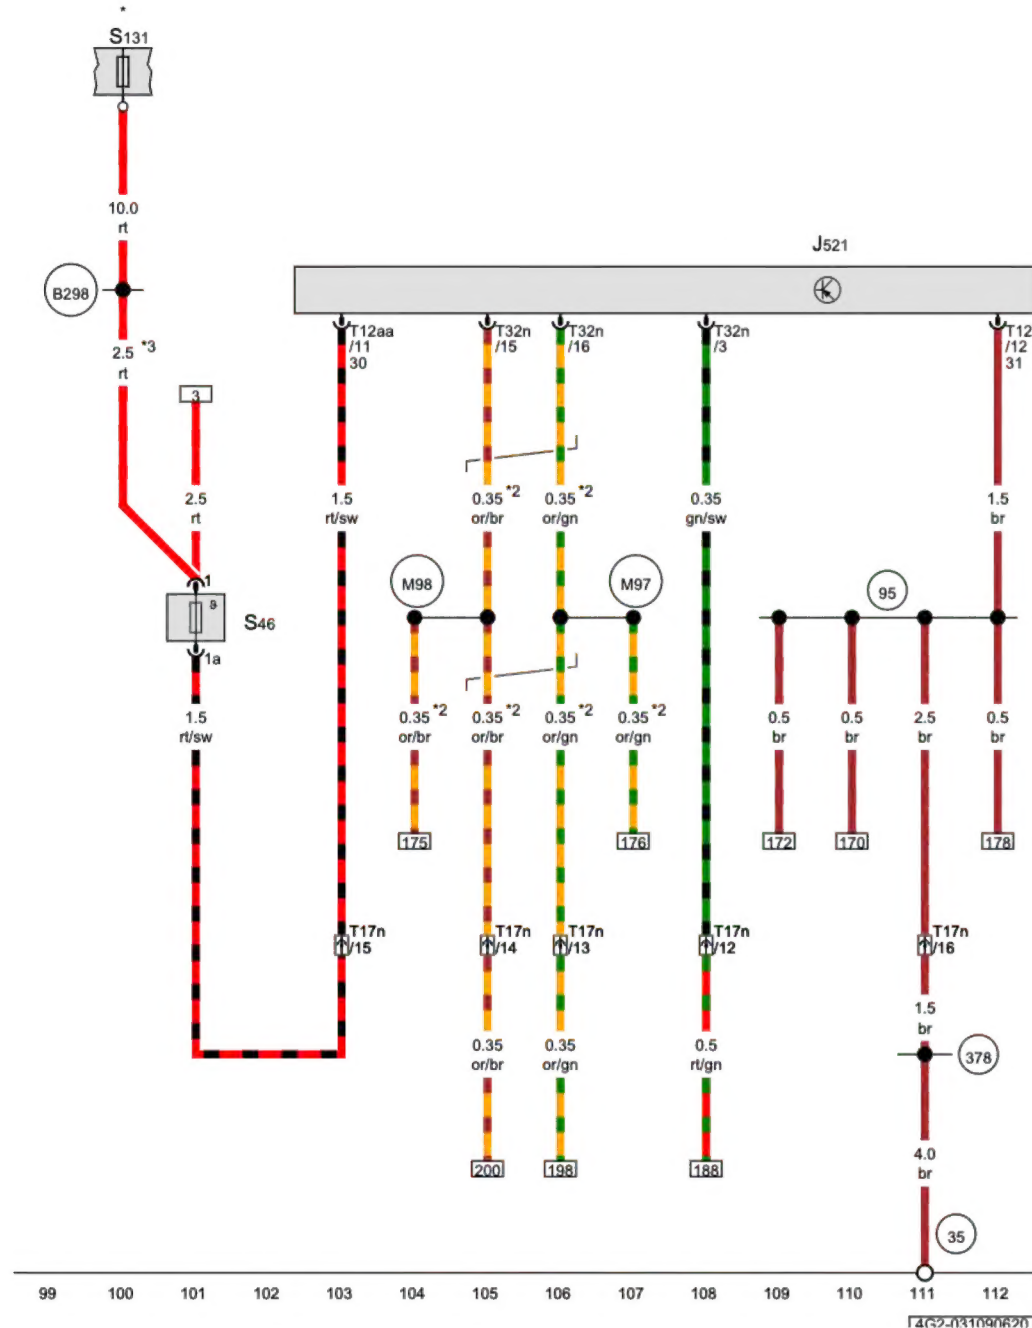 *
S131
10.0
rt
B298
2.5 *3
rt
3
2.5
rt
1
S46
1a
1.5
rt/sw
J521
T12aa
/11
30
T32n
/15
T32n
/16
T32n
/3
T12
/12
31
1.5
rt/sw
0.35 *2
or/br
0.35 *2
or/gn
0.35
gn/sw
1.5
br
M98
M97
95
0.35 *2
or/br
0.35 *2
or/br
0.35 *2
or/gn
0.35 *2
or/gn
0.5
br
0.5
br
2.5
br
0.5
br
175
176
172
170
178
T17n
/15
T17n
/14
T17n
/13
T17n
/12
T17n
/16
0.35
or/br
0.35
or/gn
0.5
rt/gn
1.5
br
378
200
198
188
4.0
br
35
99 100 101 102 103 104 105 106 107 108 109 110 111 112
4G2-031090620